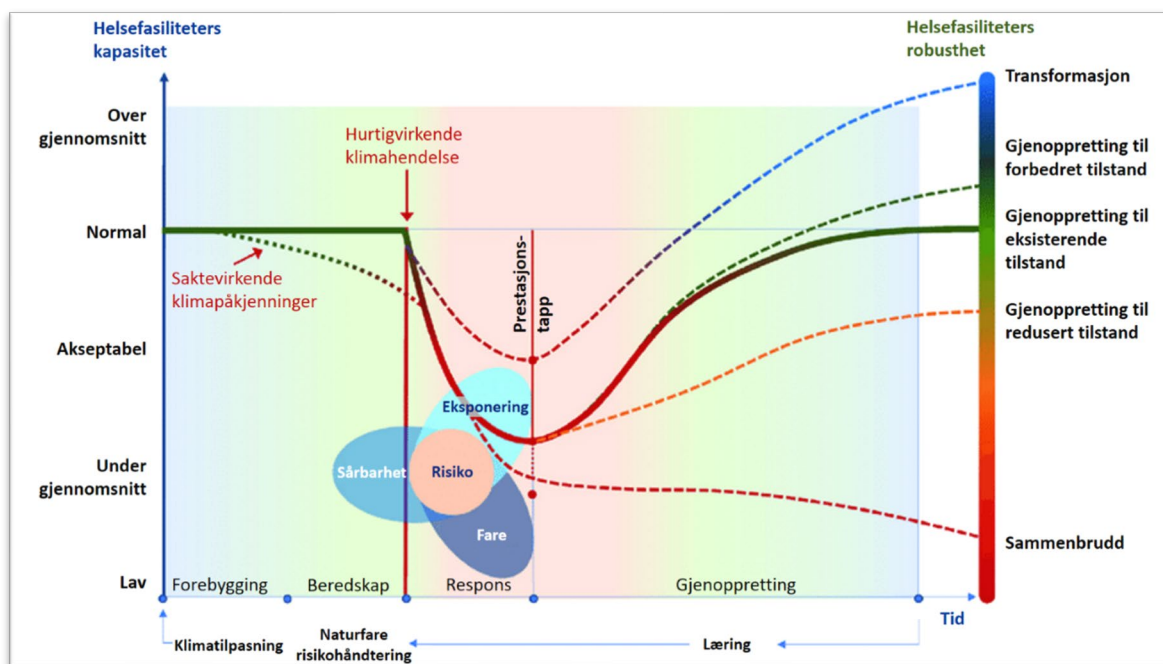 Helsefasiliteters
kapasitet
Helsefasiliteters
robusthet
Over
gjennomsnitt
Normal
Akseptabel
Under
gjennomsnitt
Lav
Hurtigvirkende
klimahendelse
Saktevirkende
klimapåkjenninger
Prestasjons-
tapp
Eksponering
Sårbarhet
Risiko
Fare
Transformasjon
Gjenoppretting til
forbedret tilstand
Gjenoppretting til
eksisterende
tilstand
Gjenoppretting til
redusert tilstand
Sammenbrudd
Forebygging
Beredskap
Respons
Gjenoppretting
Tid
Klimatilpasning
Naturfare
risikohåndtering
Læring